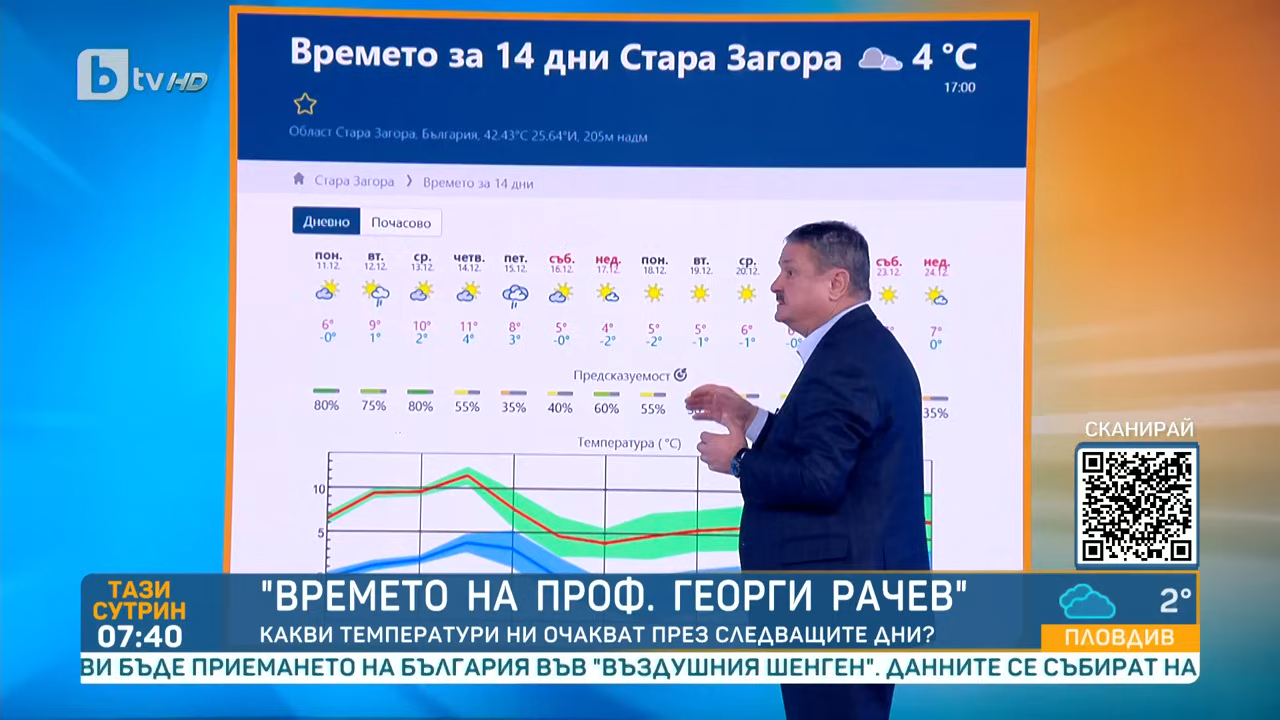 btv HD
Времето за 14 дни Стара Загора 4 °C
17:00
Област Стара Загора, България, 42.43°С 25.64°И, 205м надм
Стара Загора > Времето за 14 дни
Дневно Почасово
пон. вт. ср. четв. пет. съб. нед. пон. вт. ср. съб. нед.
11.12. 12.12. 13.12. 14.12. 15.12. 16.12. 17.12. 18.12. 19.12. 20.12. 23.12. 24.12.
6° 9° 10° 11° 8° 5° 4° 5° 5° 6° 7°
-0° 1° 2° 4° 3° -0° -2° -2° -1° -1° 0°
Предсказуемост
80% 75% 80% 55% 35% 40% 60% 55% 35%
Температура (°C)
10
5
СКАНИРАЙ
ТАЗИ
СУТРИН
07:40
"ВРЕМЕТО НА ПРОФ. ГЕОРГИ РАЧЕВ"
КАКВИ ТЕМПЕРАТУРИ НИ ОЧАКВАТ ПРЕЗ СЛЕДВАЩИТЕ ДНИ?
2°
ПЛОВДИВ
ВИ БЪДЕ ПРИЕМАНЕТО НА БЪЛГАРИЯ ВЪВ "ВЪЗДУШНИЯ ШЕНГЕН". ДАННИТЕ СЕ СЪБИРАТ НА